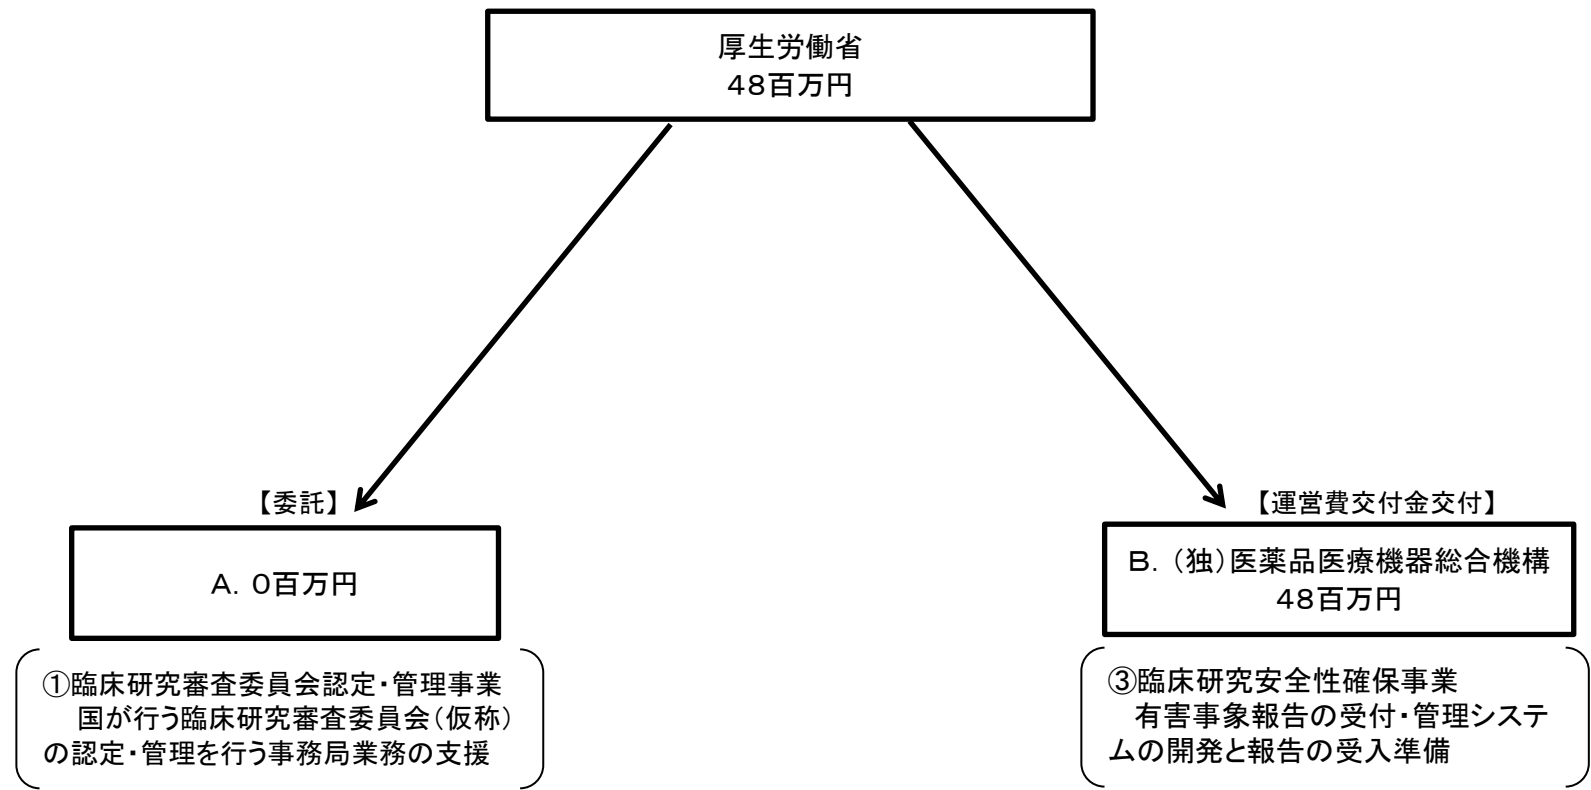 厚生労働省
48百万円
【委託】
A．0百万円
①臨床研究審査委員会認定・管理事業
国が行う臨床研究審査委員会（仮称）
の認定・管理を行う事務局業務の支援
【運営費交付金交付】
B．（独）医薬品医療機器総合機構
48百万円
③臨床研究安全性確保事業
有害事象報告の受付・管理システ
ムの開発と報告の受入準備